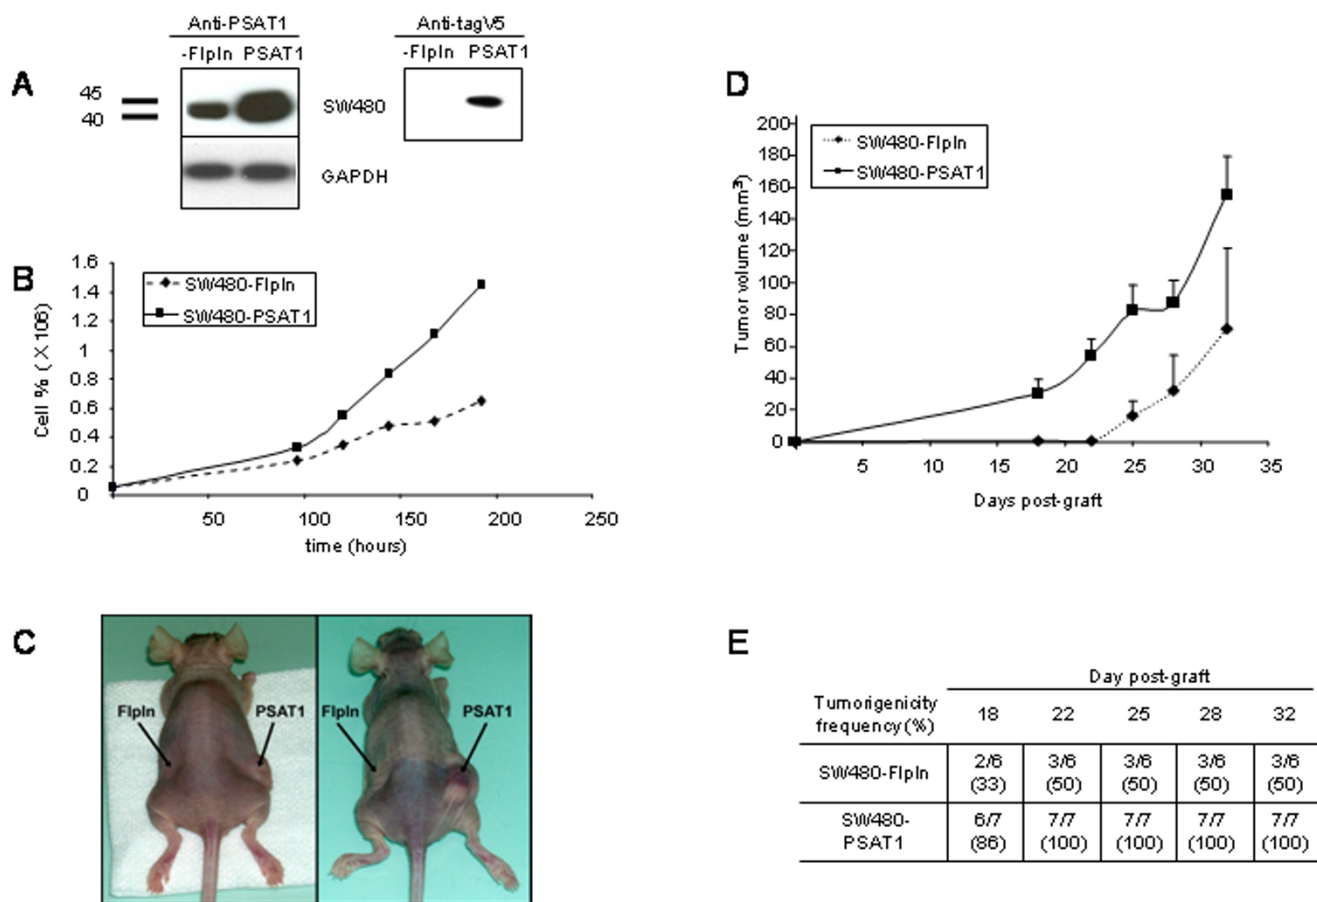 A
Anti-PSAT1
-FlpIn PSAT1
45
40
SW480
GAPDH
Anti-tagV5
-FlpIn PSAT1
B
1.6
1.4
1.2
1
0.8
0.6
0.4
0.2
0
Cell % ( X 106)
SW480-FlpIn
SW480-PSAT1
50 100 150 200 250
time (hours)
C
FlpIn PSAT1
FlpIn PSAT1
D
200
180
160
140
120
100
80
60
40
20
0
Tumor volume (mm³)
SW480-FlpIn
SW480-PSAT1
5 10 15 20 25 30 35
Days post-graft
E
Day post-graft
Tumorigenicity
frequency (%)
18 22 25 28 32
SW480-FlpIn
2/6 3/6 3/6 3/6 3/6
(33) (50) (50) (50) (50)
SW480-
PSAT1
6/7 7/7 7/7 7/7 7/7
(86) (100) (100) (100) (100)